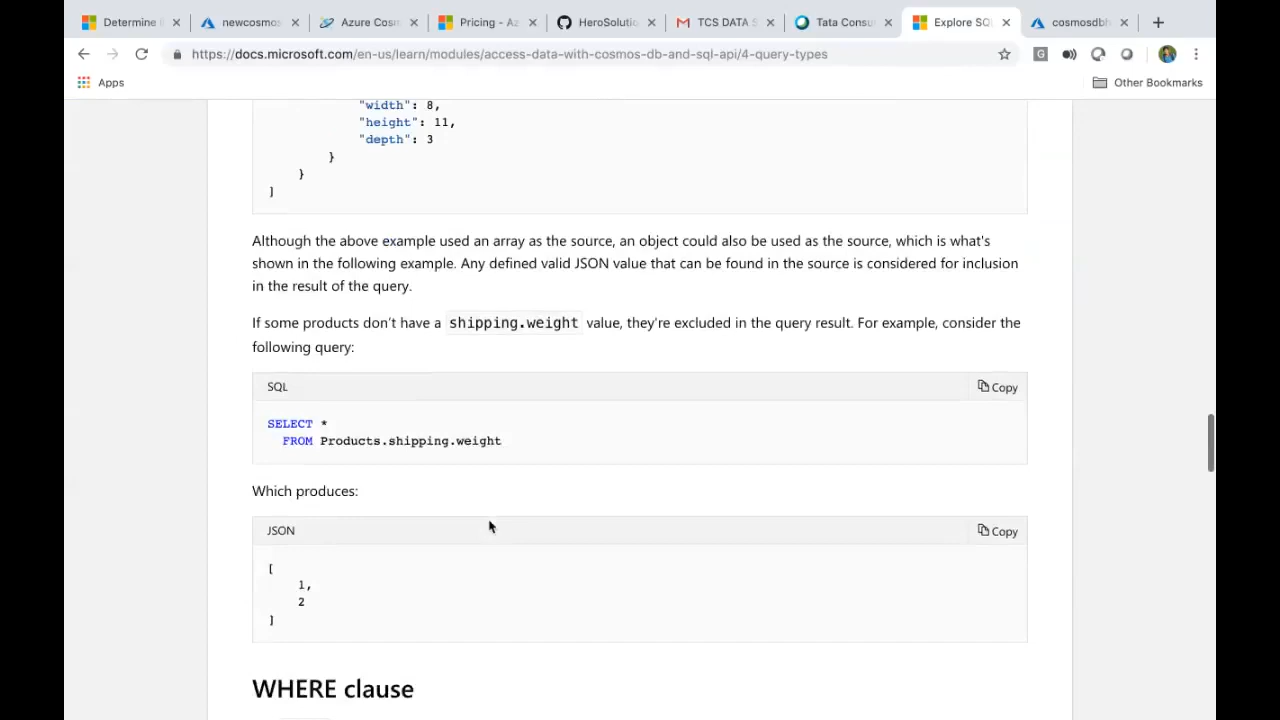 Determine I
newcosmos
Azure Cosm
Pricing - Az
HeroSolutio
TCS DATA S
Tata Consul
Explore SQL
cosmosdbh
https://docs.microsoft.com/en-us/learn/modules/access-data-with-cosmos-db-and-sql-api/4-query-types
Apps
Other Bookmarks
"width": 8,
"height": 11,
"depth": 3
}
}
]
Although the above example used an array as the source, an object could also be used as the source, which is what's
shown in the following example. Any defined valid JSON value that can be found in the source is considered for inclusion
in the result of the query.
If some products don't have a shipping.weight value, they're excluded in the query result. For example, consider the
following query:
SQL
Copy
SELECT *
FROM Products.shipping.weight
Which produces:
JSON
Copy
[
1,
2
]
WHERE clause